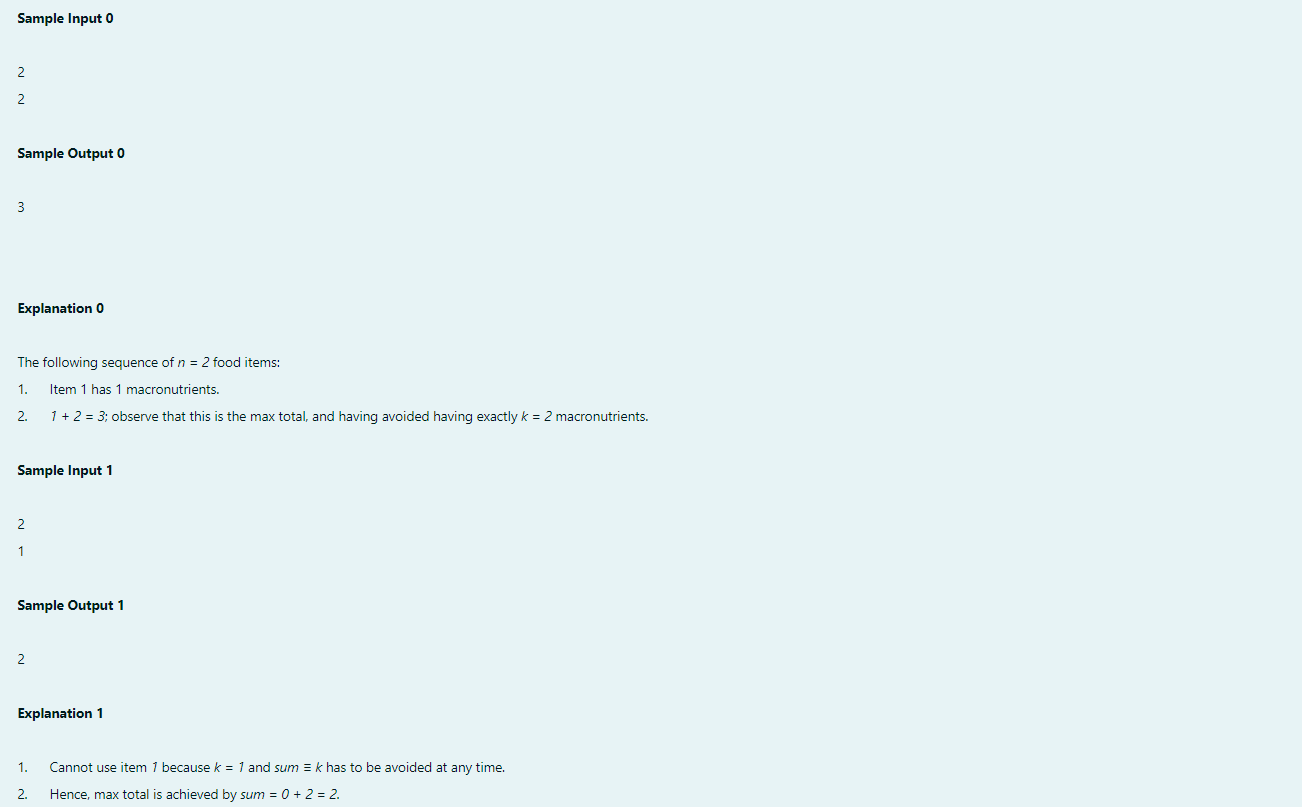 Sample Input 0
2
2
Sample Output 0
3
Explanation 0
The following sequence of n = 2 food items:
1. Item 1 has 1 macronutrients.
2. 1 + 2 = 3; observe that this is the max total, and having avoided having exactly k = 2 macronutrients.
Sample Input 1
2
1
Sample Output 1
2
Explanation 1
1. Cannot use item 1 because k = 1 and sum ≡ k has to be avoided at any time.
2. Hence, max total is achieved by sum = 0 + 2 = 2.